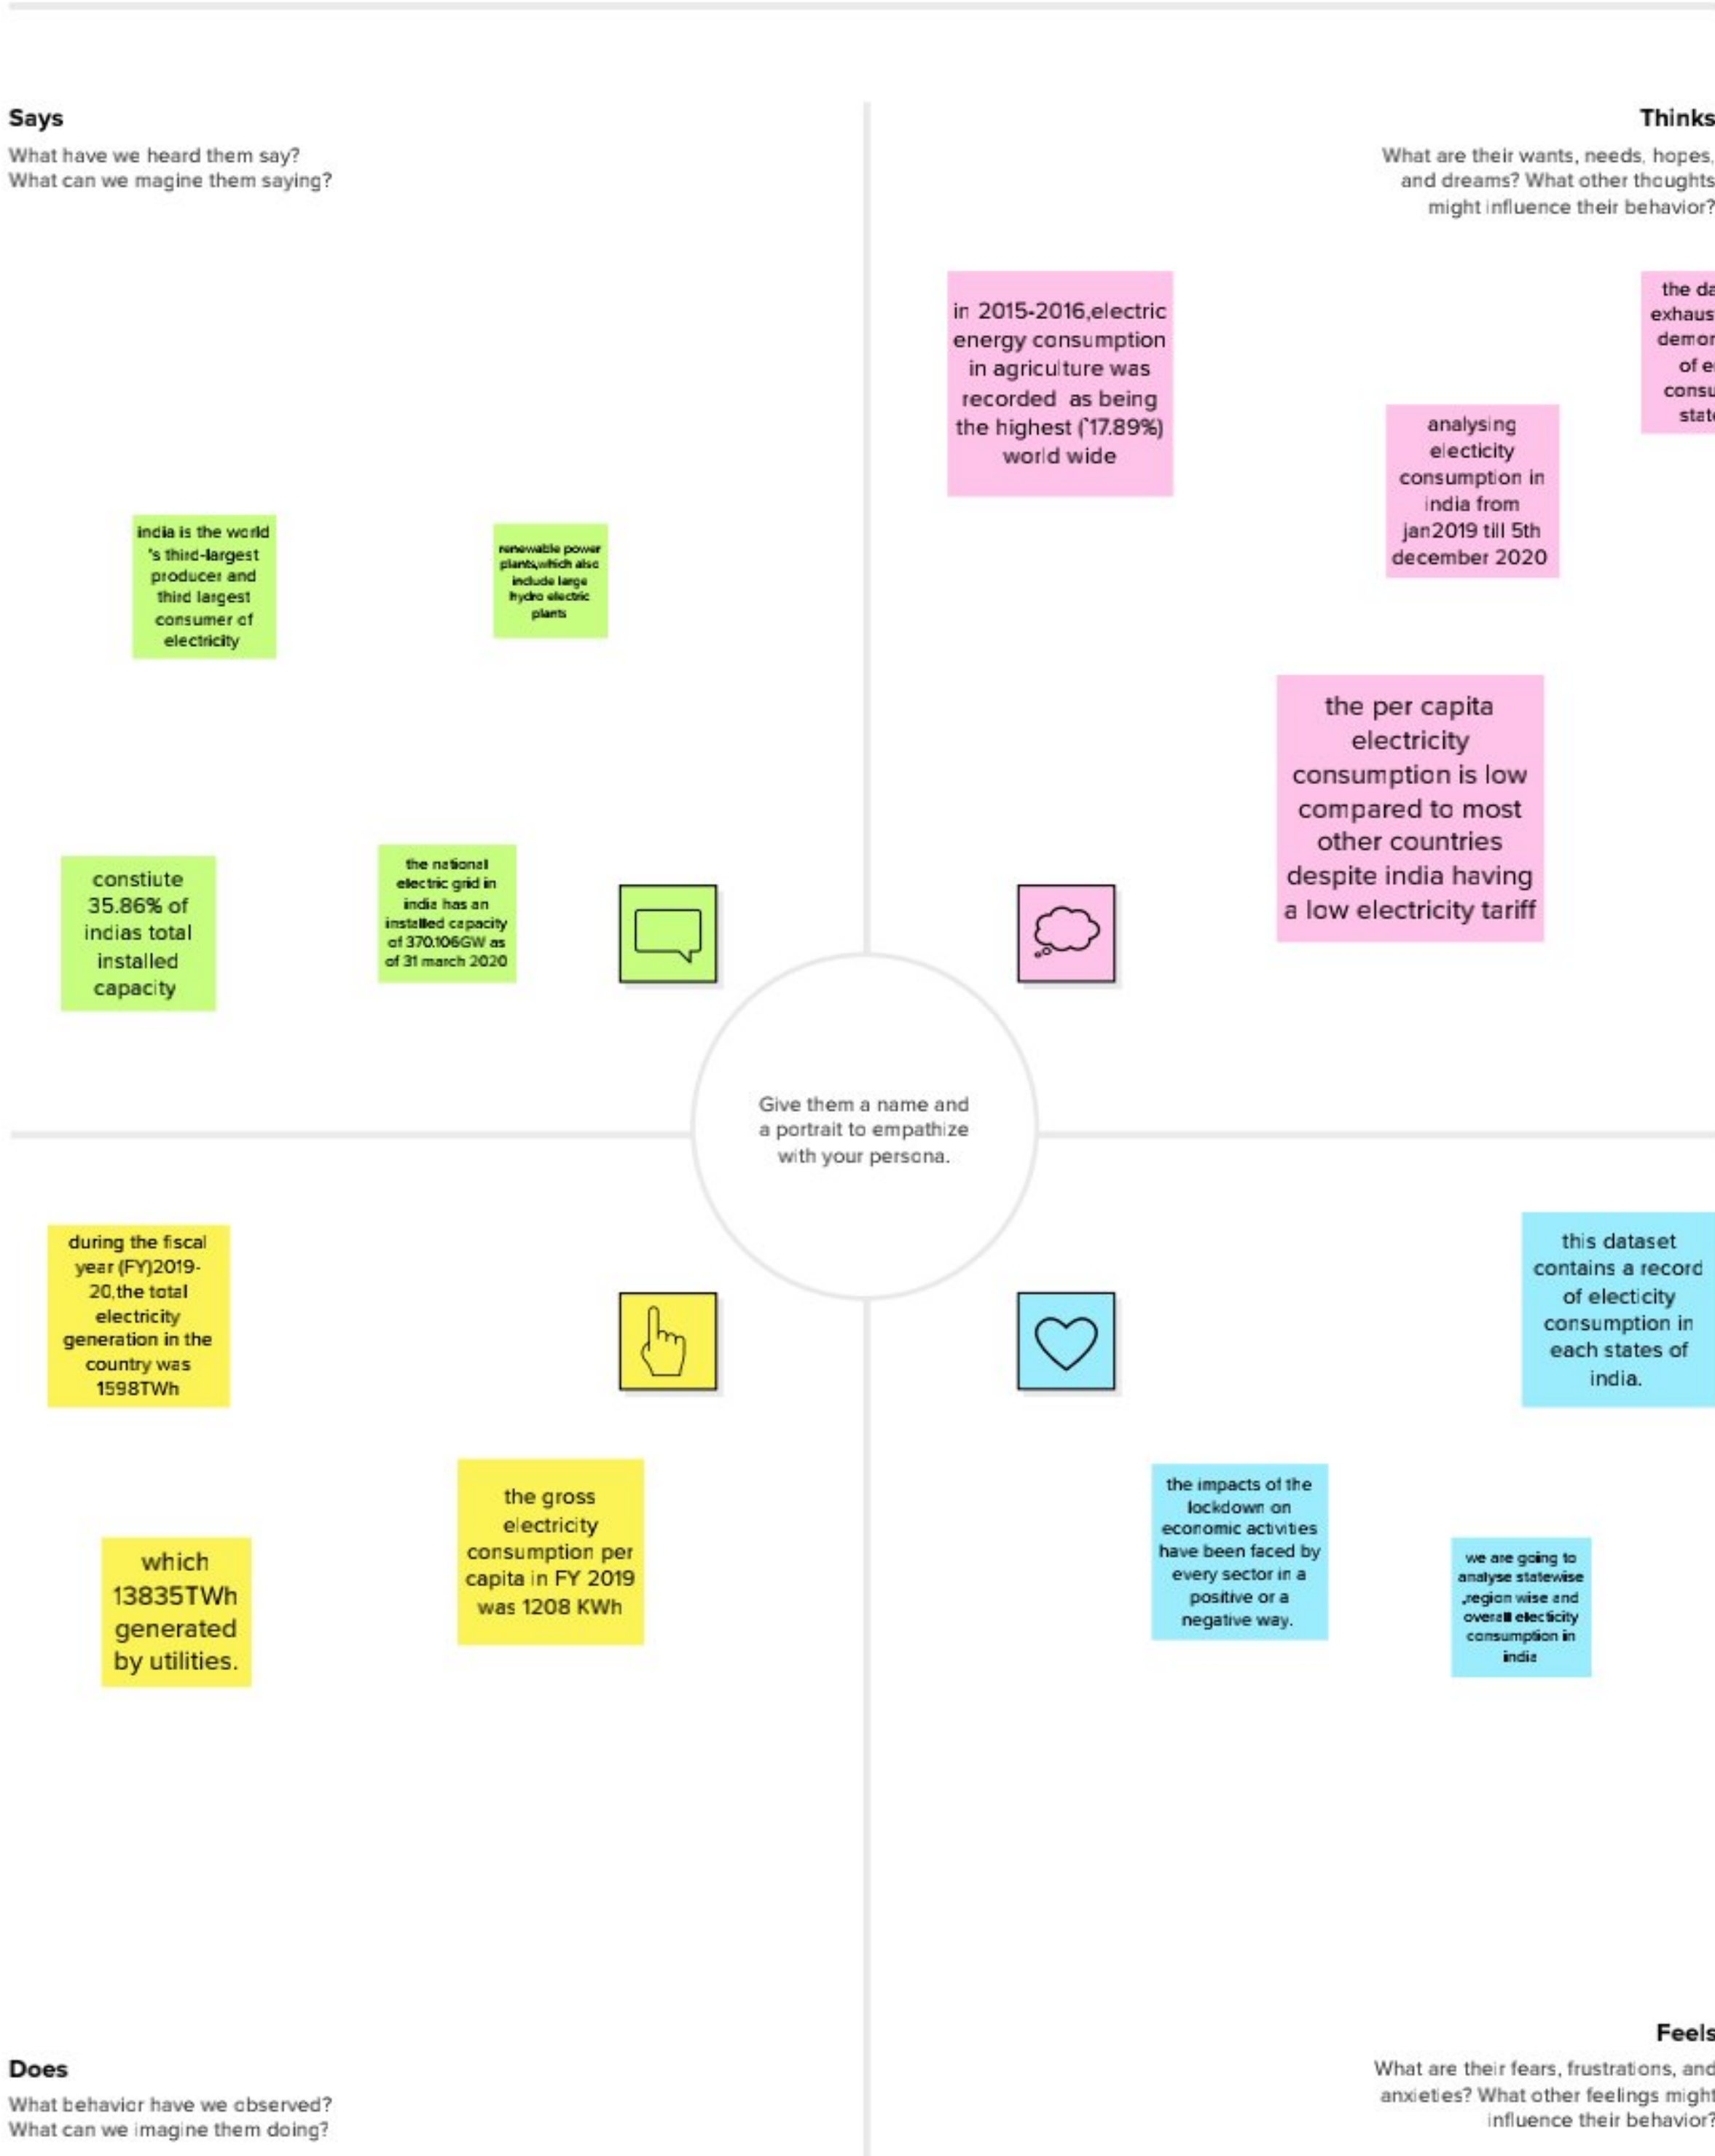 Says
What have we heard them say?
What can we magine them saying?
Thinks
What are their wants, needs, hopes,
and dreams? What other thoughts
might influence their behavior?
in 2015-2016,electric
energy consumption
in agriculture was
recorded as being
the highest (`17.89%)
world wide
the
of
analysing
electicity
consumption in
india from
jan2019 till 5th
december 2020
india is the world
's third-largest
producer and
third largest
consumer of
electricity
renewable power
plants,which also
include large
hydro electric
plants
the per capita
electricity
consumption is low
compared to most
other countries
despite india having
a low electricity tariff
constiute
35.86% of
indias total
installed
capacity
the national
electric grid in
india has an
installed capacity
of 370.106GW as
of 31 march 2020
Give them a name and
a portrait to empathize
with your persona.
during the fiscal
year (FY)2019-
20,the total
electricity
generation in the
country was
1598TWh
which
13835TWh
generated
by utilities.
the gross
electricity
consumption per
capita in FY 2019
was 1208 KWh
this dataset
contains a record
of electicity
consumption in
each states of
india.
the impacts of the
lockdown on
economic activities
have been faced by
every sector in a
positive or a
negative way.
we are going to
analyse statewise
,region wise and
overall electicity
consumption in
india
Does
What behavior have we observed?
What can we imagine them doing?
Feels
What are their fears, frustrations, and
anxieties? What other feelings might
influence their behavior?